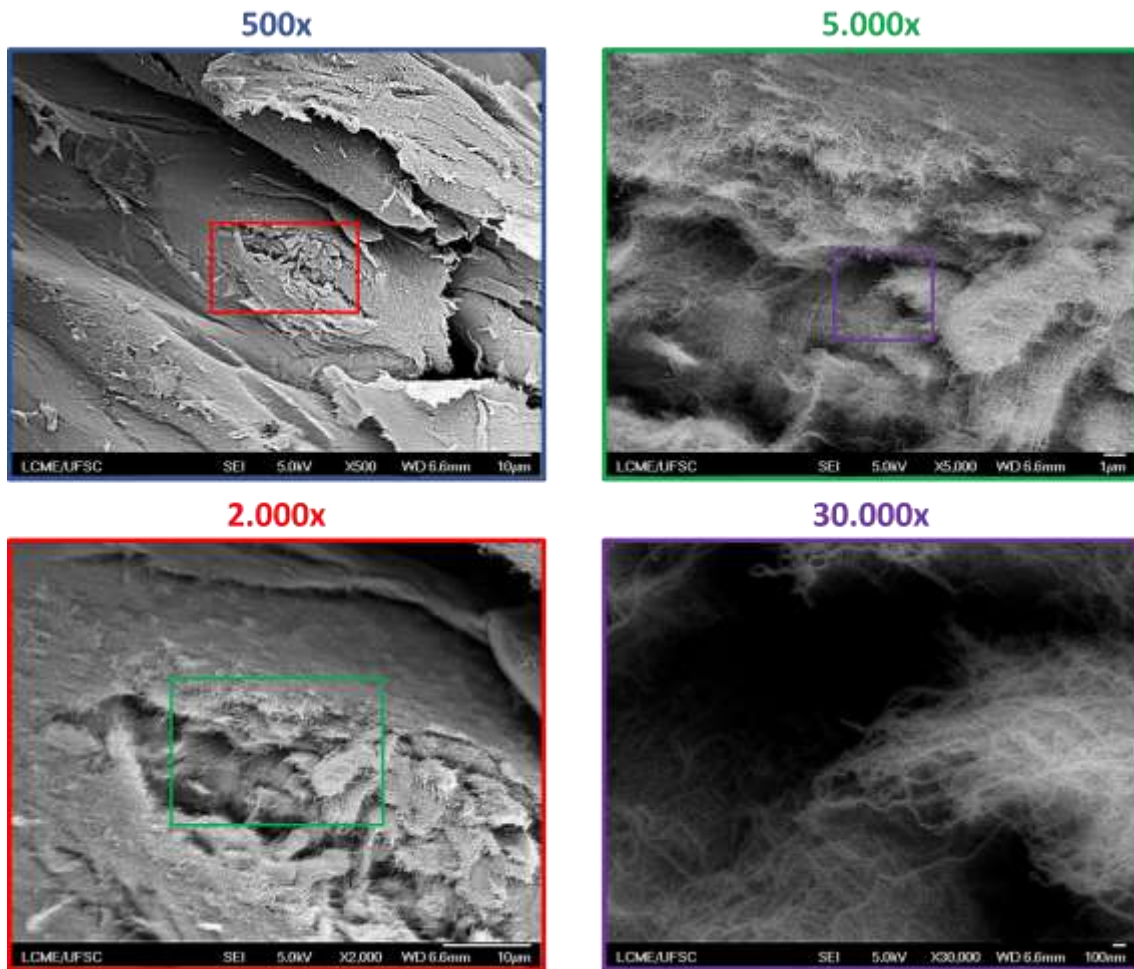 500x
LCME/UFSC SEI 5.0kV X500 WD 6.6mm 10µm
5.000x
LCME/UFSC SEI 5.0kV X5,000 WD 6.6mm 1µm
2.000x
LCME/UFSC SEI 5.0kV X2,000 WD 6.6mm 10µm
30.000x
LCME/UFSC SEI 5.0kV X30,000 WD 6.6mm 100nm